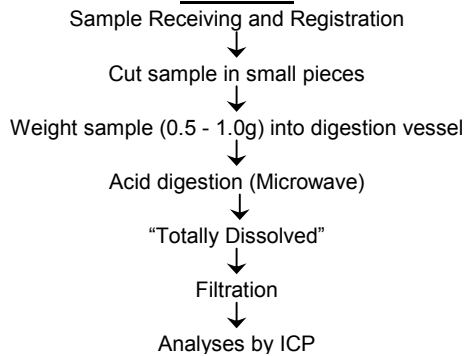 Sample Receiving and Registration
Cut sample in small pieces
Weight sample (0.5 - 1.0g) into digestion vessel
Acid digestion (Microwave)
“Totally Dissolved”
Filtration
Analyses by ICP